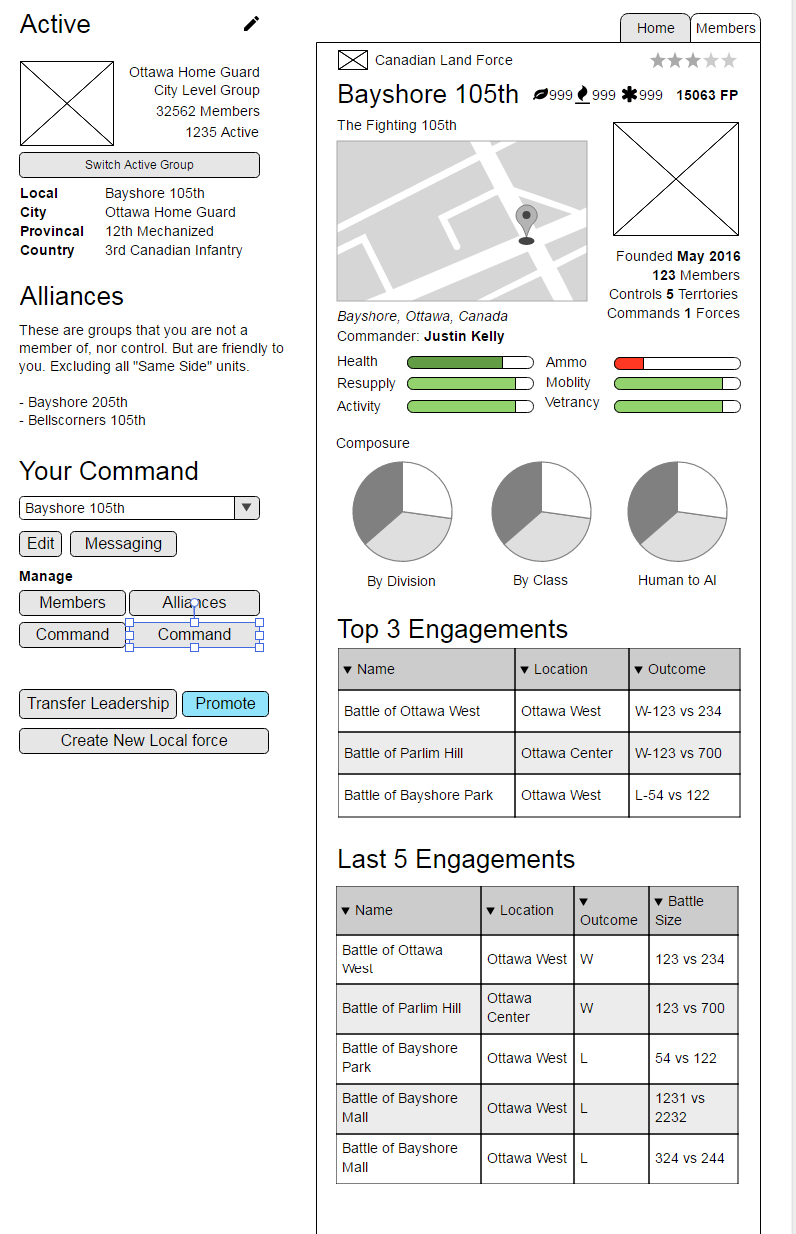 Active
Ottawa Home Guard
City Level Group
32562 Members
1235 Active
Switch Active Group
Local Bayshore 105th
City Ottawa Home Guard
Provincal 12th Mechanized
Country 3rd Canadian Infantry
Alliances
These are groups that you are not a
member of, nor control. But are friendly to
you. Excluding all "Same Side" units.
- Bayshore 205th
- Bellscorners 105th
Your Command
Bayshore 105th
Edit Messaging
Manage
Members Alliances
Command Command
Transfer Leadership Promote
Create New Local force
Home Members
Canadian Land Force
Bayshore 105th 999 999 999 15063 FP
The Fighting 105th
Founded May 2016
123 Members
Controls 5 Terrtories
Commands 1 Forces
Bayshore, Ottawa, Canada
Commander: Justin Kelly
Health Ammo
Resupply Moblity
Activity Vetrancy
Composure
By Division By Class Human to AI
Top 3 Engagements
Name Location Outcome
Battle of Ottawa West Ottawa West W-123 vs 234
Battle of Parlim Hill Ottawa Center W-123 vs 700
Battle of Bayshore Park Ottawa West L-54 vs 122
Last 5 Engagements
Name Location Outcome Battle
Size
Battle of Ottawa
West Ottawa West W 123 vs 234
Battle of Parlim Hill Ottawa
Center W 123 vs 700
Battle of Bayshore
Park Ottawa West L 54 vs 122
Battle of Bayshore
Mall Ottawa West L 1231 vs
2232
Battle of Bayshore
Mall Ottawa West L 324 vs 244